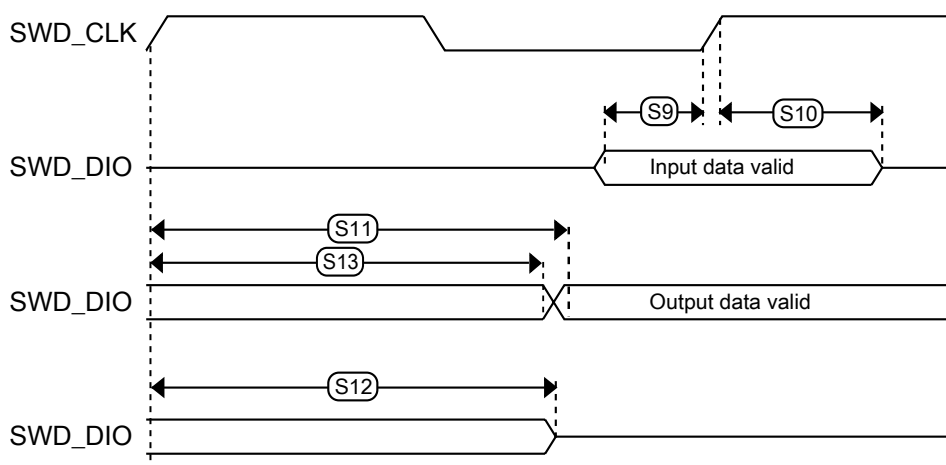 SWD_CLK
S9
S10
SWD_DIO
Input data valid
S11
S13
SWD_DIO
Output data valid
S12
SWD_DIO